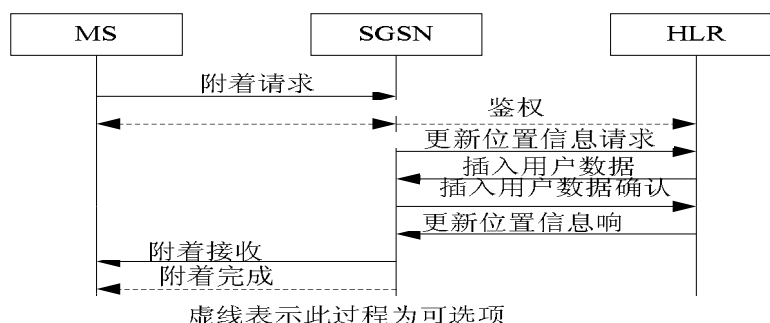 MS SGSN HLR
附着请求
鉴权
更新位置信息请求
插入用户数据
插入用户数据确认
更新位置信息响
附着接收
附着完成
虚线表示此过程为可选项